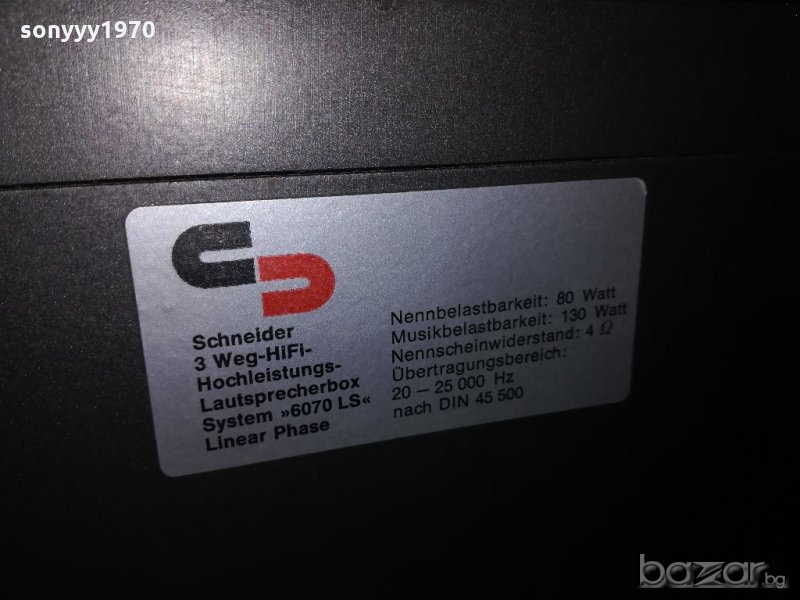 sonyyy1970
Schneider
3 Weg-HiFi-
Hochleistungs-
Lautsprecherbox
System »6070 LS«
Linear Phase
Nennbelastbarkeit: 80 Watt
Musikbelastbarkeit: 130 Watt
Nennscheinwiderstand: 4 Ω
Übertragungsbereich:
20 – 25 000 Hz
nach DIN 45 500
bazar.bg